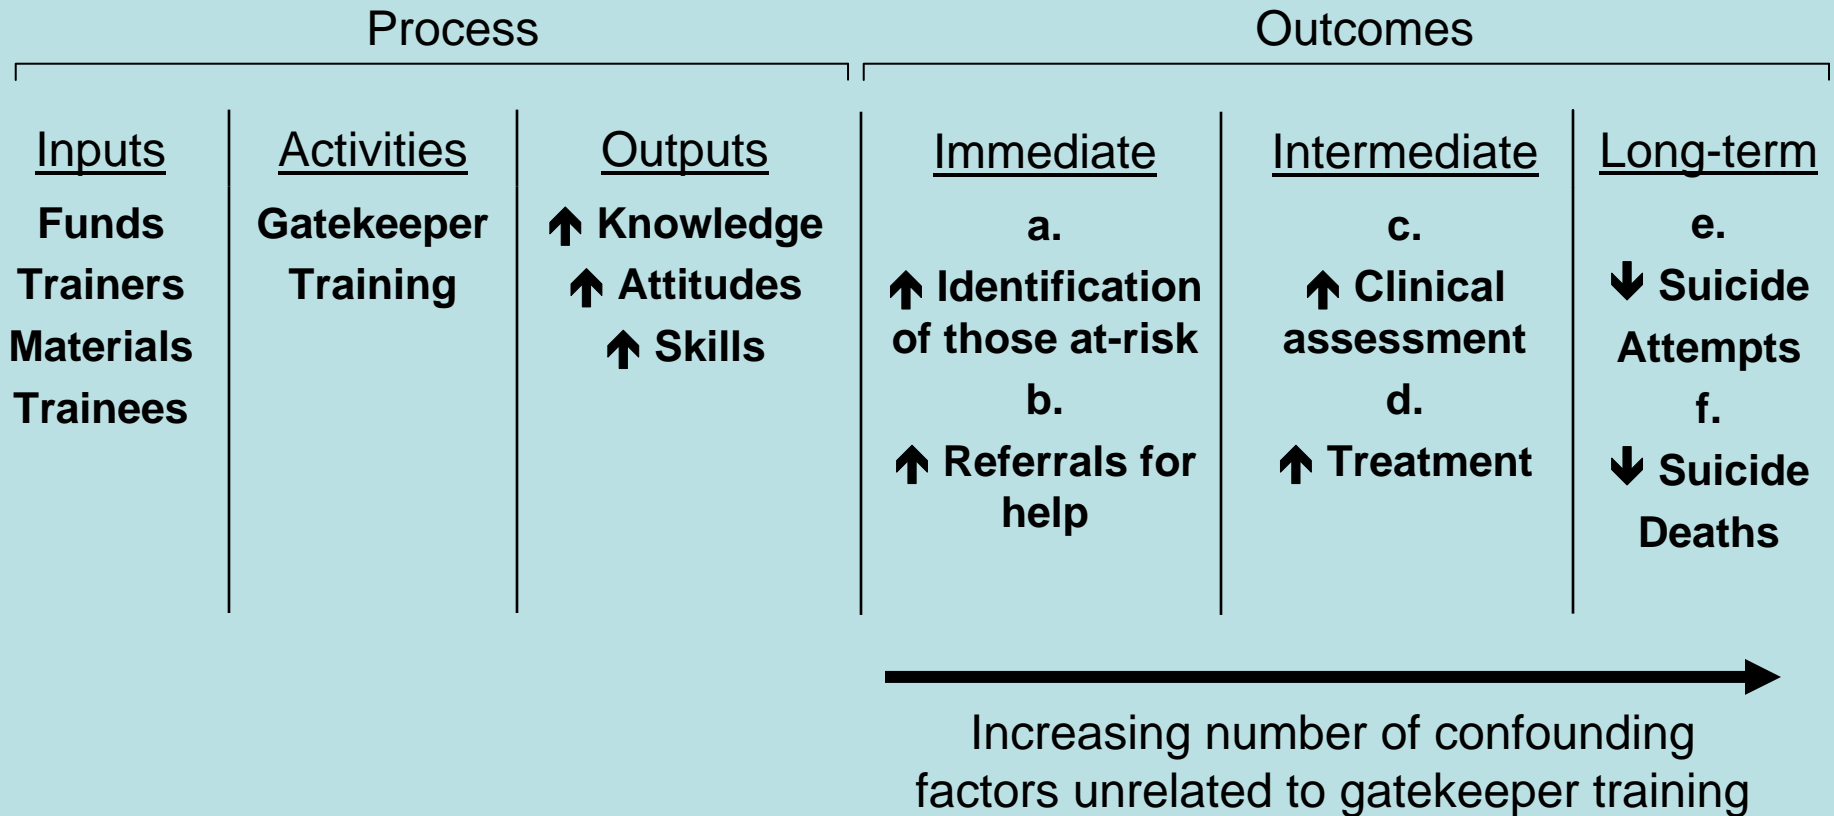 Process
Outcomes
Inputs
Funds
Trainers
Materials
Trainees
Activities
Gatekeeper
Training
Outputs
↑ Knowledge
↑ Attitudes
↑ Skills
Immediate
a.
↑ Identification
of those at-risk
b.
↑ Referrals for
help
Intermediate
c.
↑ Clinical
assessment
d.
↑ Treatment
Long-term
e.
↓ Suicide
Attempts
f.
↓ Suicide
Deaths
Increasing number of confounding
factors unrelated to gatekeeper training